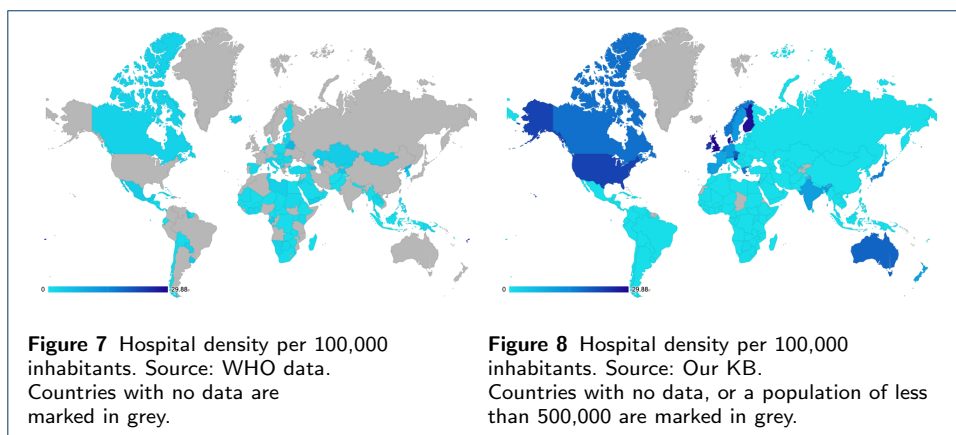 0
-29.88-
0
-29.88-
Figure 7 Hospital density per 100,000
inhabitants. Source: WHO data.
Countries with no data are
marked in grey.
Figure 8 Hospital density per 100,000
inhabitants. Source: Our KB.
Countries with no data, or a population of less
than 500,000 are marked in grey.